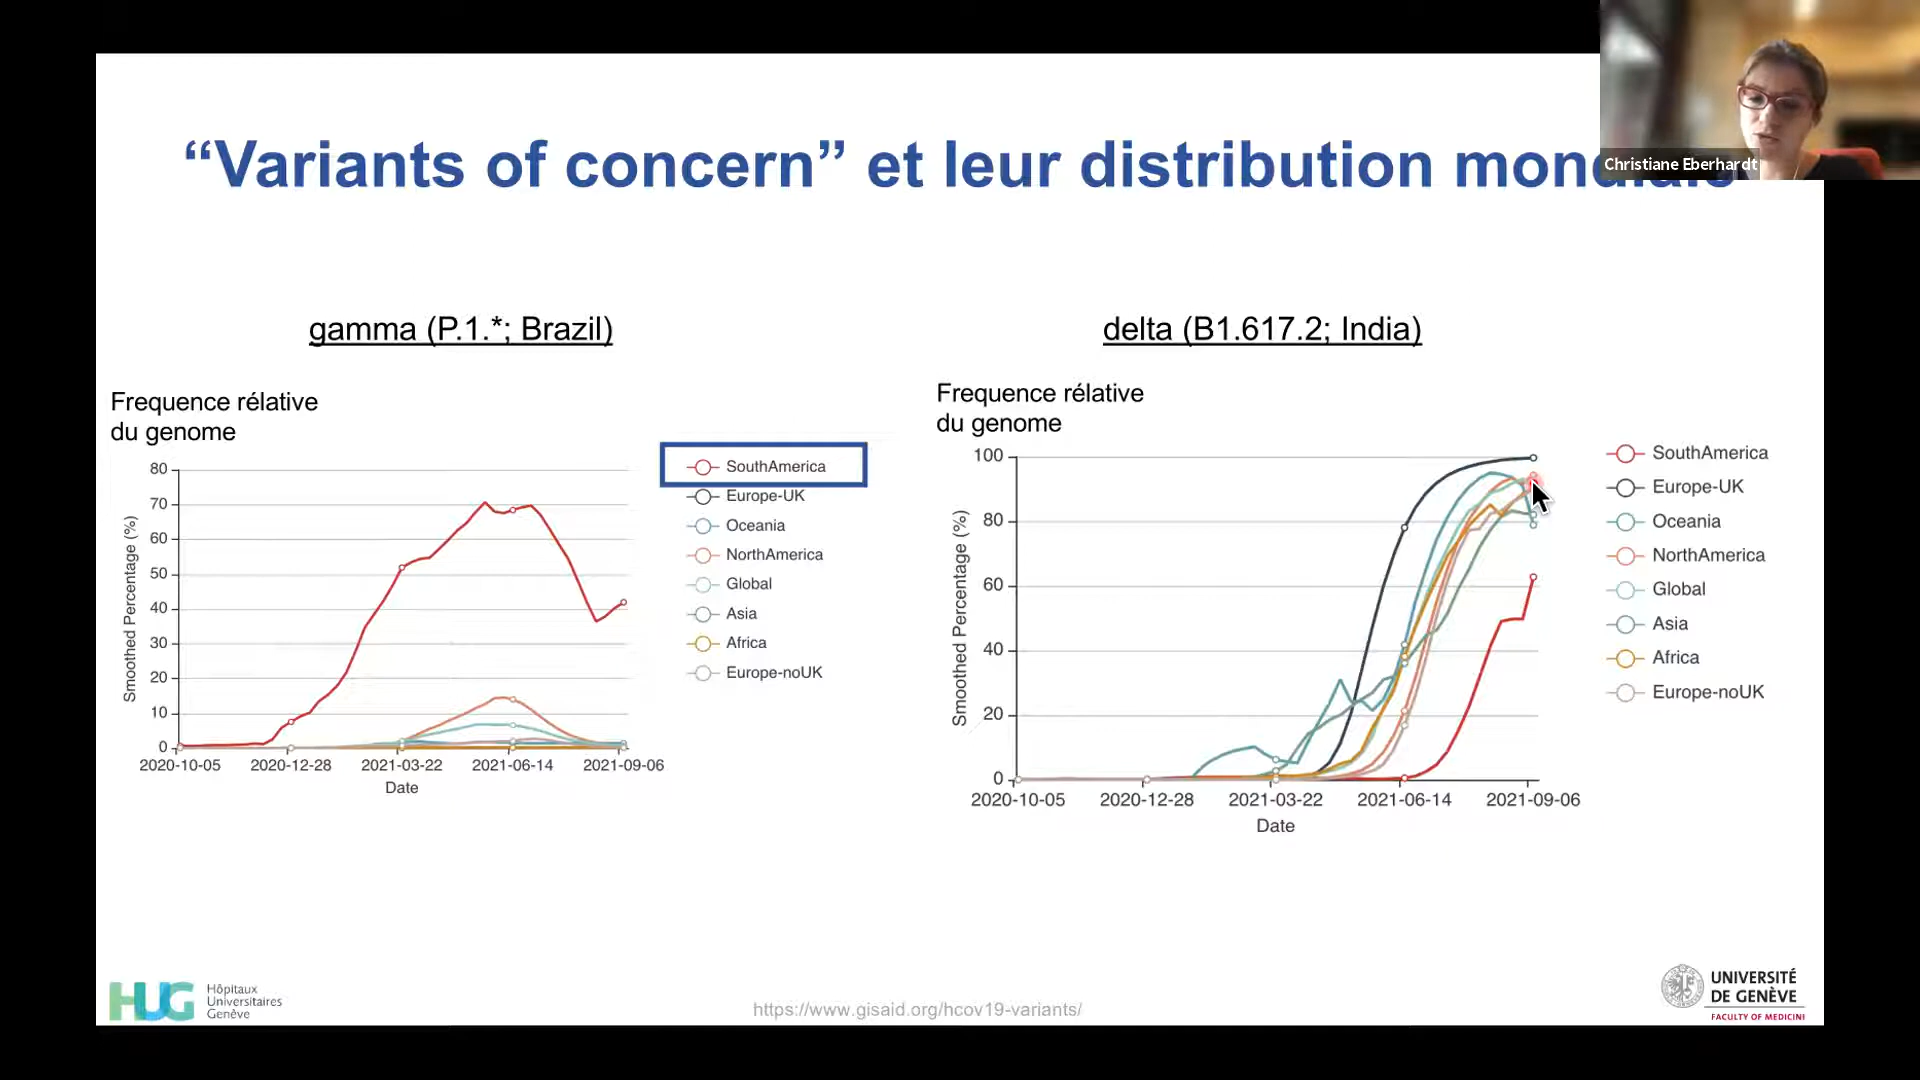 “Variants of concern” et leur distribution
Christiane Eberhardt
gamma (P.1.*; Brazil)
Frequence rélative
du genome
80
70
60
50
40
30
20
10
0
Smoothed Percentage (%)
2020-10-05 2020-12-28 2021-03-22 2021-06-14 2021-09-06
Date
SouthAmerica
Europe-UK
Oceania
NorthAmerica
Global
Asia
Africa
Europe-noUK
delta (B1.617.2; India)
Frequence rélative
du genome
100
80
60
40
20
0
Smoothed Percentage (%)
2020-10-05 2020-12-28 2021-03-22 2021-06-14 2021-09-06
Date
SouthAmerica
Europe-UK
Oceania
NorthAmerica
Global
Asia
Africa
Europe-noUK
HUG
Hôpitaux
Universitaires
Genève
https://www.gisaid.org/hcov19-variants/
UNIVERSITÉ
DE GENÈVE
FACULTY OF MEDICINE